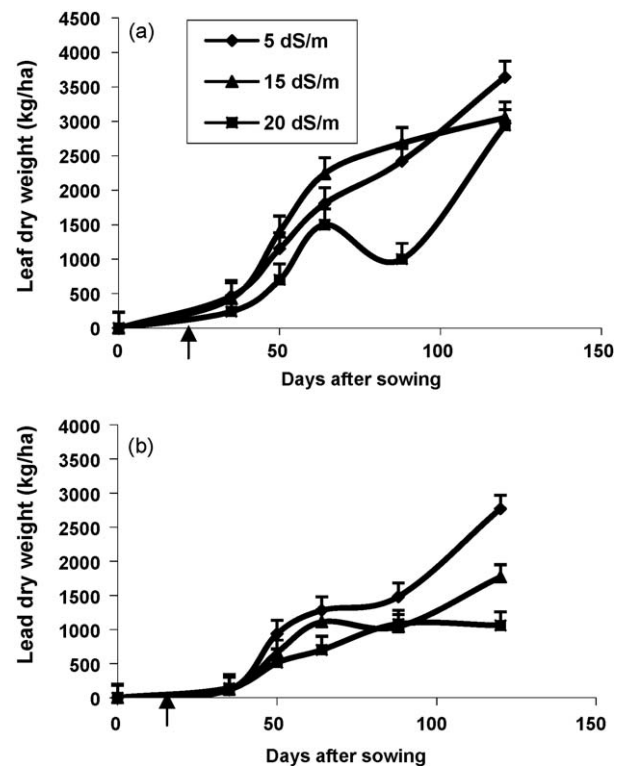 (a)
5 dS/m
15 dS/m
20 dS/m
Leaf dry weight (kg/ha)
4500
4000
3500
3000
2500
2000
1500
1000
500
0
0 50 100 150
Days after sowing
(b)
Lead dry weight (kg/ha)
4000
3500
3000
2500
2000
1500
1000
500
0
0 50 100 150
Days after sowing